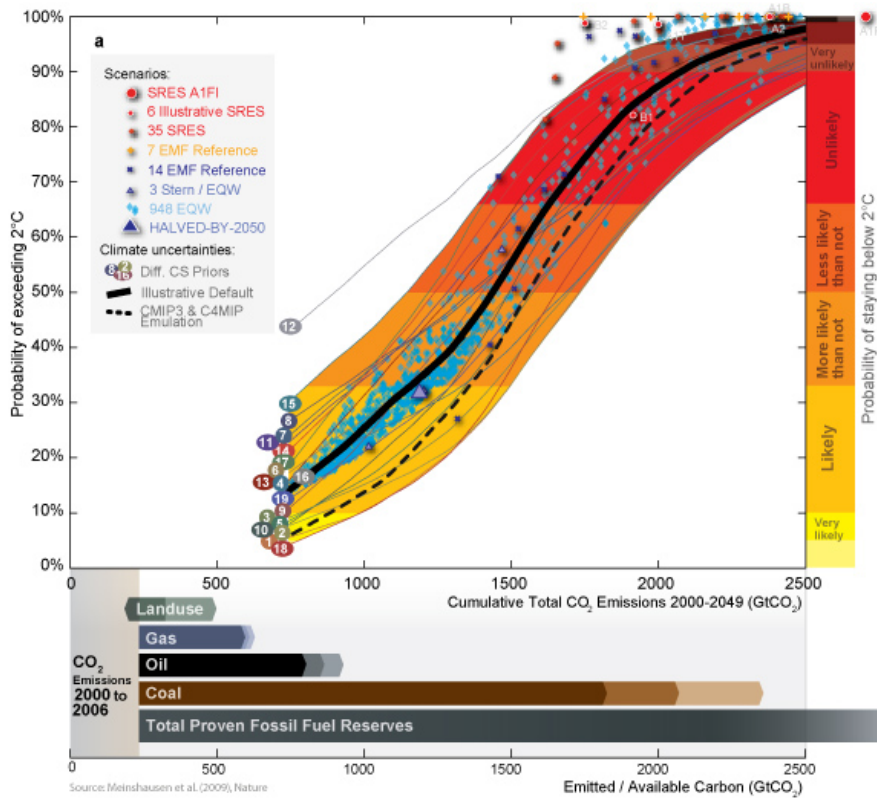 a
Scenarios:
SRES A1FI
6 Illustrative SRES
35 SRES
7 EMF Reference
14 EMF Reference
3 Stern / EQW
948 EQW
HALVED-BY-2050
Climate uncertainties:
8 2 16 Diff. CS Priors
Illustrative Default
CMIP3 & C4MIP
Emulation
Probability of exceeding 2°C
100%
90%
80%
70%
60%
50%
40%
30%
20%
10%
0%
B2
A1B
A2
B1
12
15
8
7
11
14
17
6
4
13
16
19
9
3
5
10
2
1
18
Very
unlikely
Unlikely
Less likely
than not
More likely
than not
Likely
Very
likely
Probability of staying below 2°C
0 500 1000 1500 2000 2500
Cumulative Total CO2 Emissions 2000-2049 (GtCO2)
Landuse
Gas
Oil
Coal
Total Proven Fossil Fuel Reserves
CO2
Emissions
2000 to
2006
0 500 1000 1500 2000 2500
Source: Meinshausen et al. (2009), Nature
Emitted / Available Carbon (GtCO2)